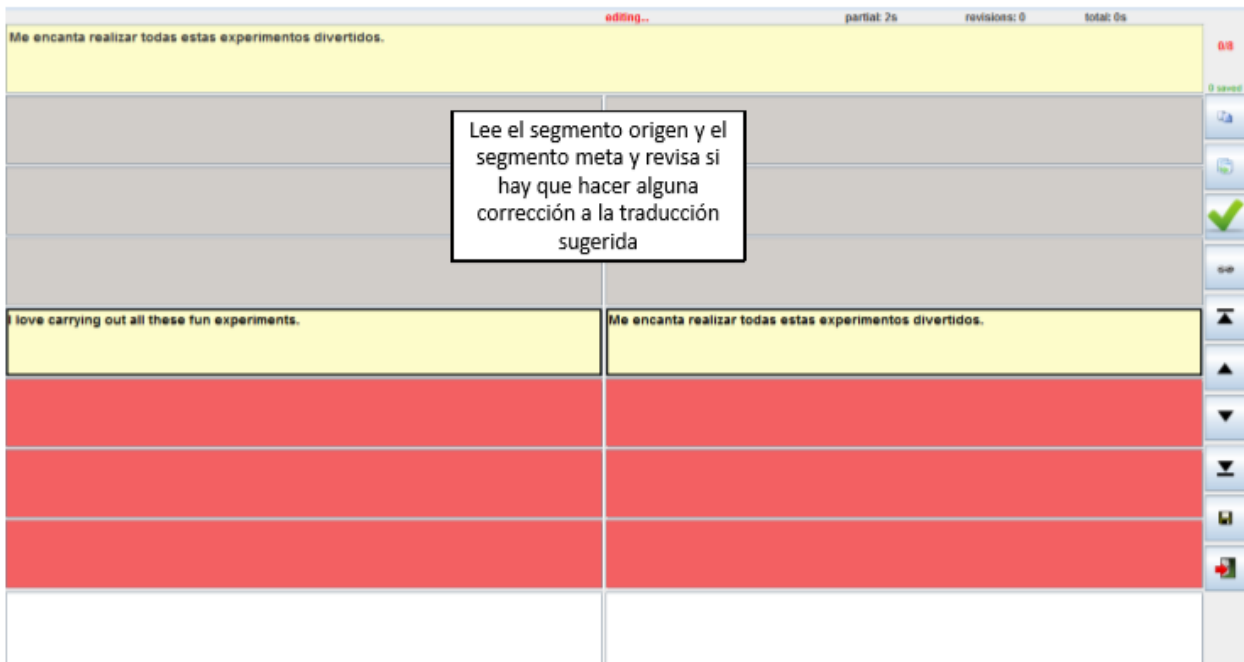 editing... partial: 2s revisions: 0 total: 0s
Me encanta realizar todas estas experimentos divertidos.
0/8
0 saved
Lee el segmento origen y el
segmento meta y revisa si
hay que hacer alguna
corrección a la traducción
sugerida
I love carrying out all these fun experiments.
Me encanta realizar todas estas experimentos divertidos.